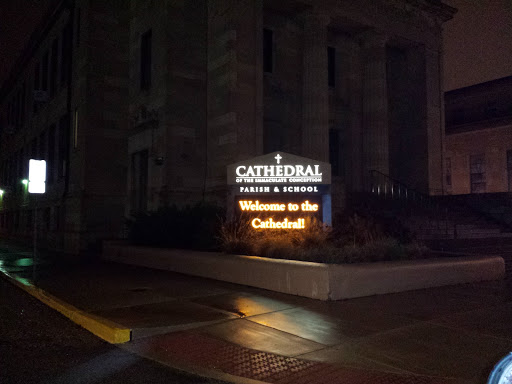 CATHEDRAL
OF THE IMMACULATE CONCEPTION
PARISH & SCHOOL
Welcome to the
Cathedral!